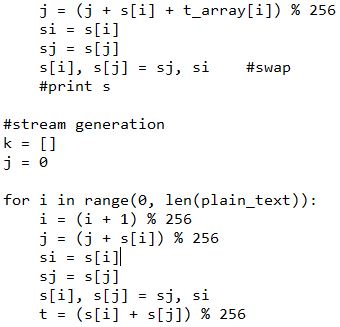 j = (j + s[i] + t_array[i]) % 256
si = s[i]
sj = s[j]
s[i], s[j] = sj, si    #swap
#print s
#stream generation
k = []
j = 0
for i in range(0, len(plain_text)):
i = (i + 1) % 256
j = (j + s[i]) % 256
si = s[i]
sj = s[j]
s[i], s[j] = sj, si
t = (s[i] + s[j]) % 256